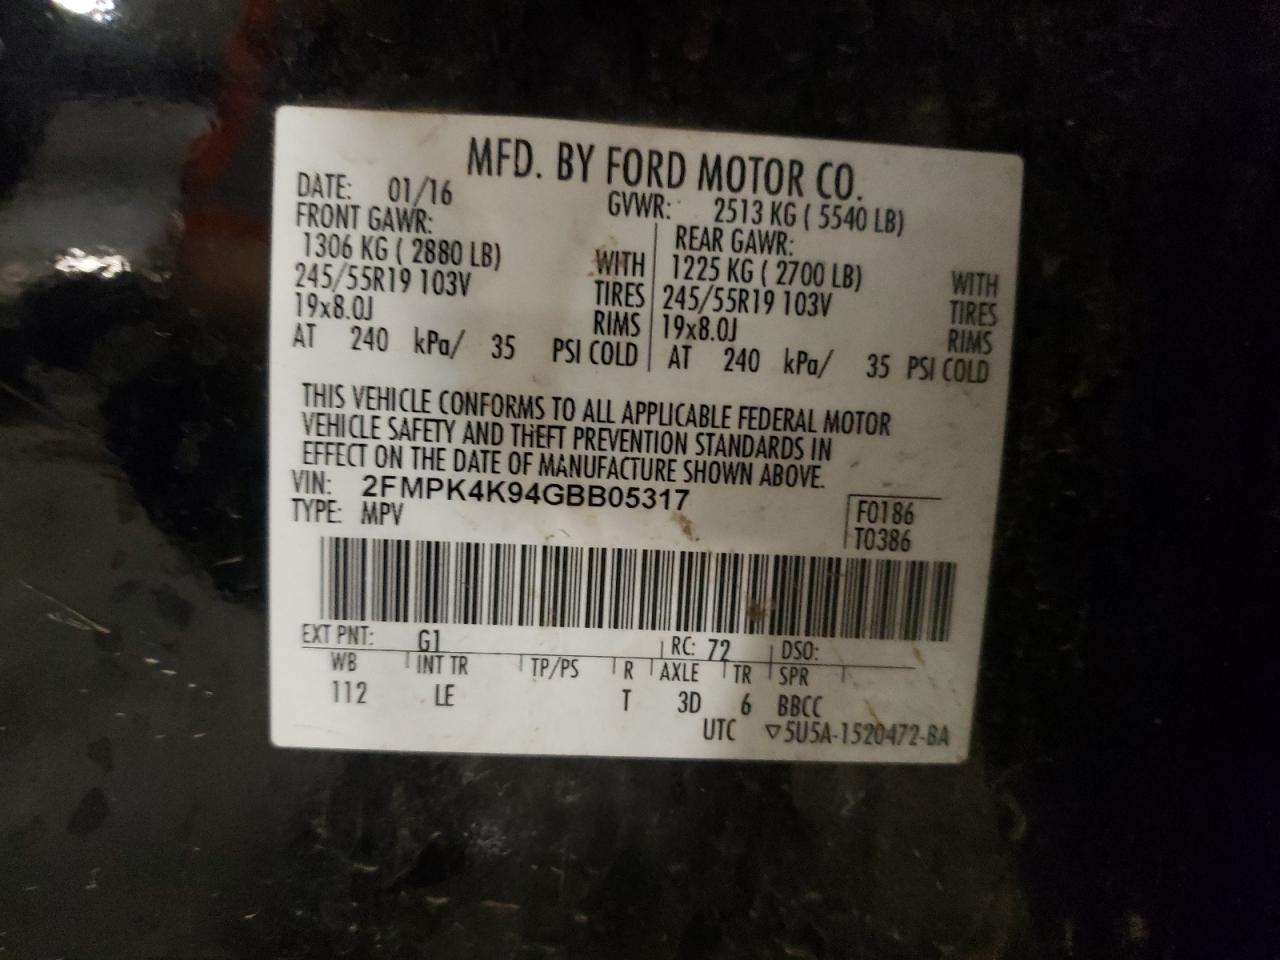 MFD. BY FORD MOTOR CO.
DATE: 01/16 GVWR: 2513 KG ( 5540 LB)
FRONT GAWR: REAR GAWR:
1306 KG ( 2880 LB) WITH 1225 KG ( 2700 LB) WITH
245/55R19 103V TIRES 245/55R19 103V TIRES
19x8.0J RIMS 19x8.0J RIMS
AT 240 kPa/ 35 PSI COLD AT 240 kPa/ 35 PSI COLD
THIS VEHICLE CONFORMS TO ALL APPLICABLE FEDERAL MOTOR
VEHICLE SAFETY AND THEFT PREVENTION STANDARDS IN
EFFECT ON THE DATE OF MANUFACTURE SHOWN ABOVE.
VIN: 2FMPK4K94GBB05317
TYPE: MPV
F0186
T0386
EXT PNT: G1 RC: 72 DSO:
WB INT TR TP/PS R AXLE TR SPR
112 LE T 3D 6 BBCC
UTC ▽5U5A-1520472-BA